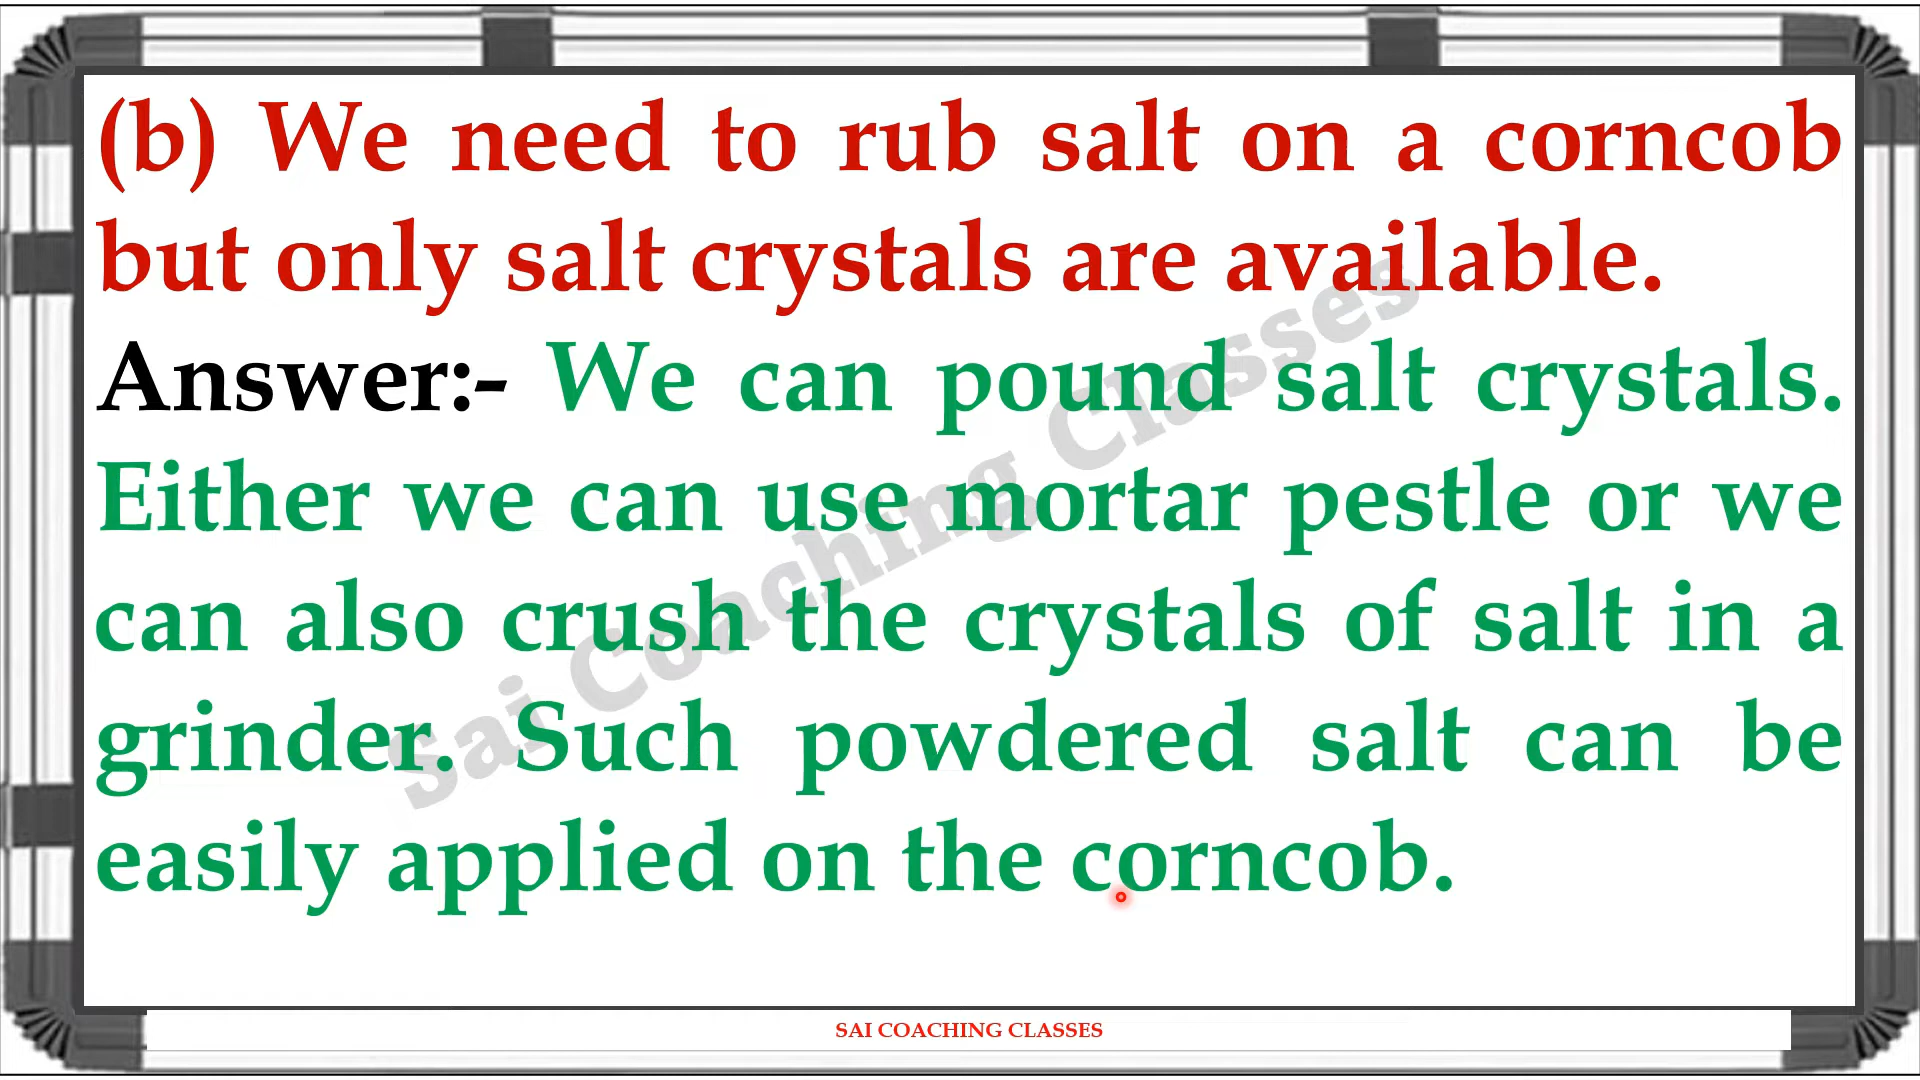 (b) We need to rub salt on a corncob
but only salt crystals are available.
Answer:- We can pound salt crystals.
Either we can use mortar pestle or we
can also crush the crystals of salt in a
grinder. Such powdered salt can be
easily applied on the corncob.
Sai Coaching Classes
SAI COACHING CLASSES